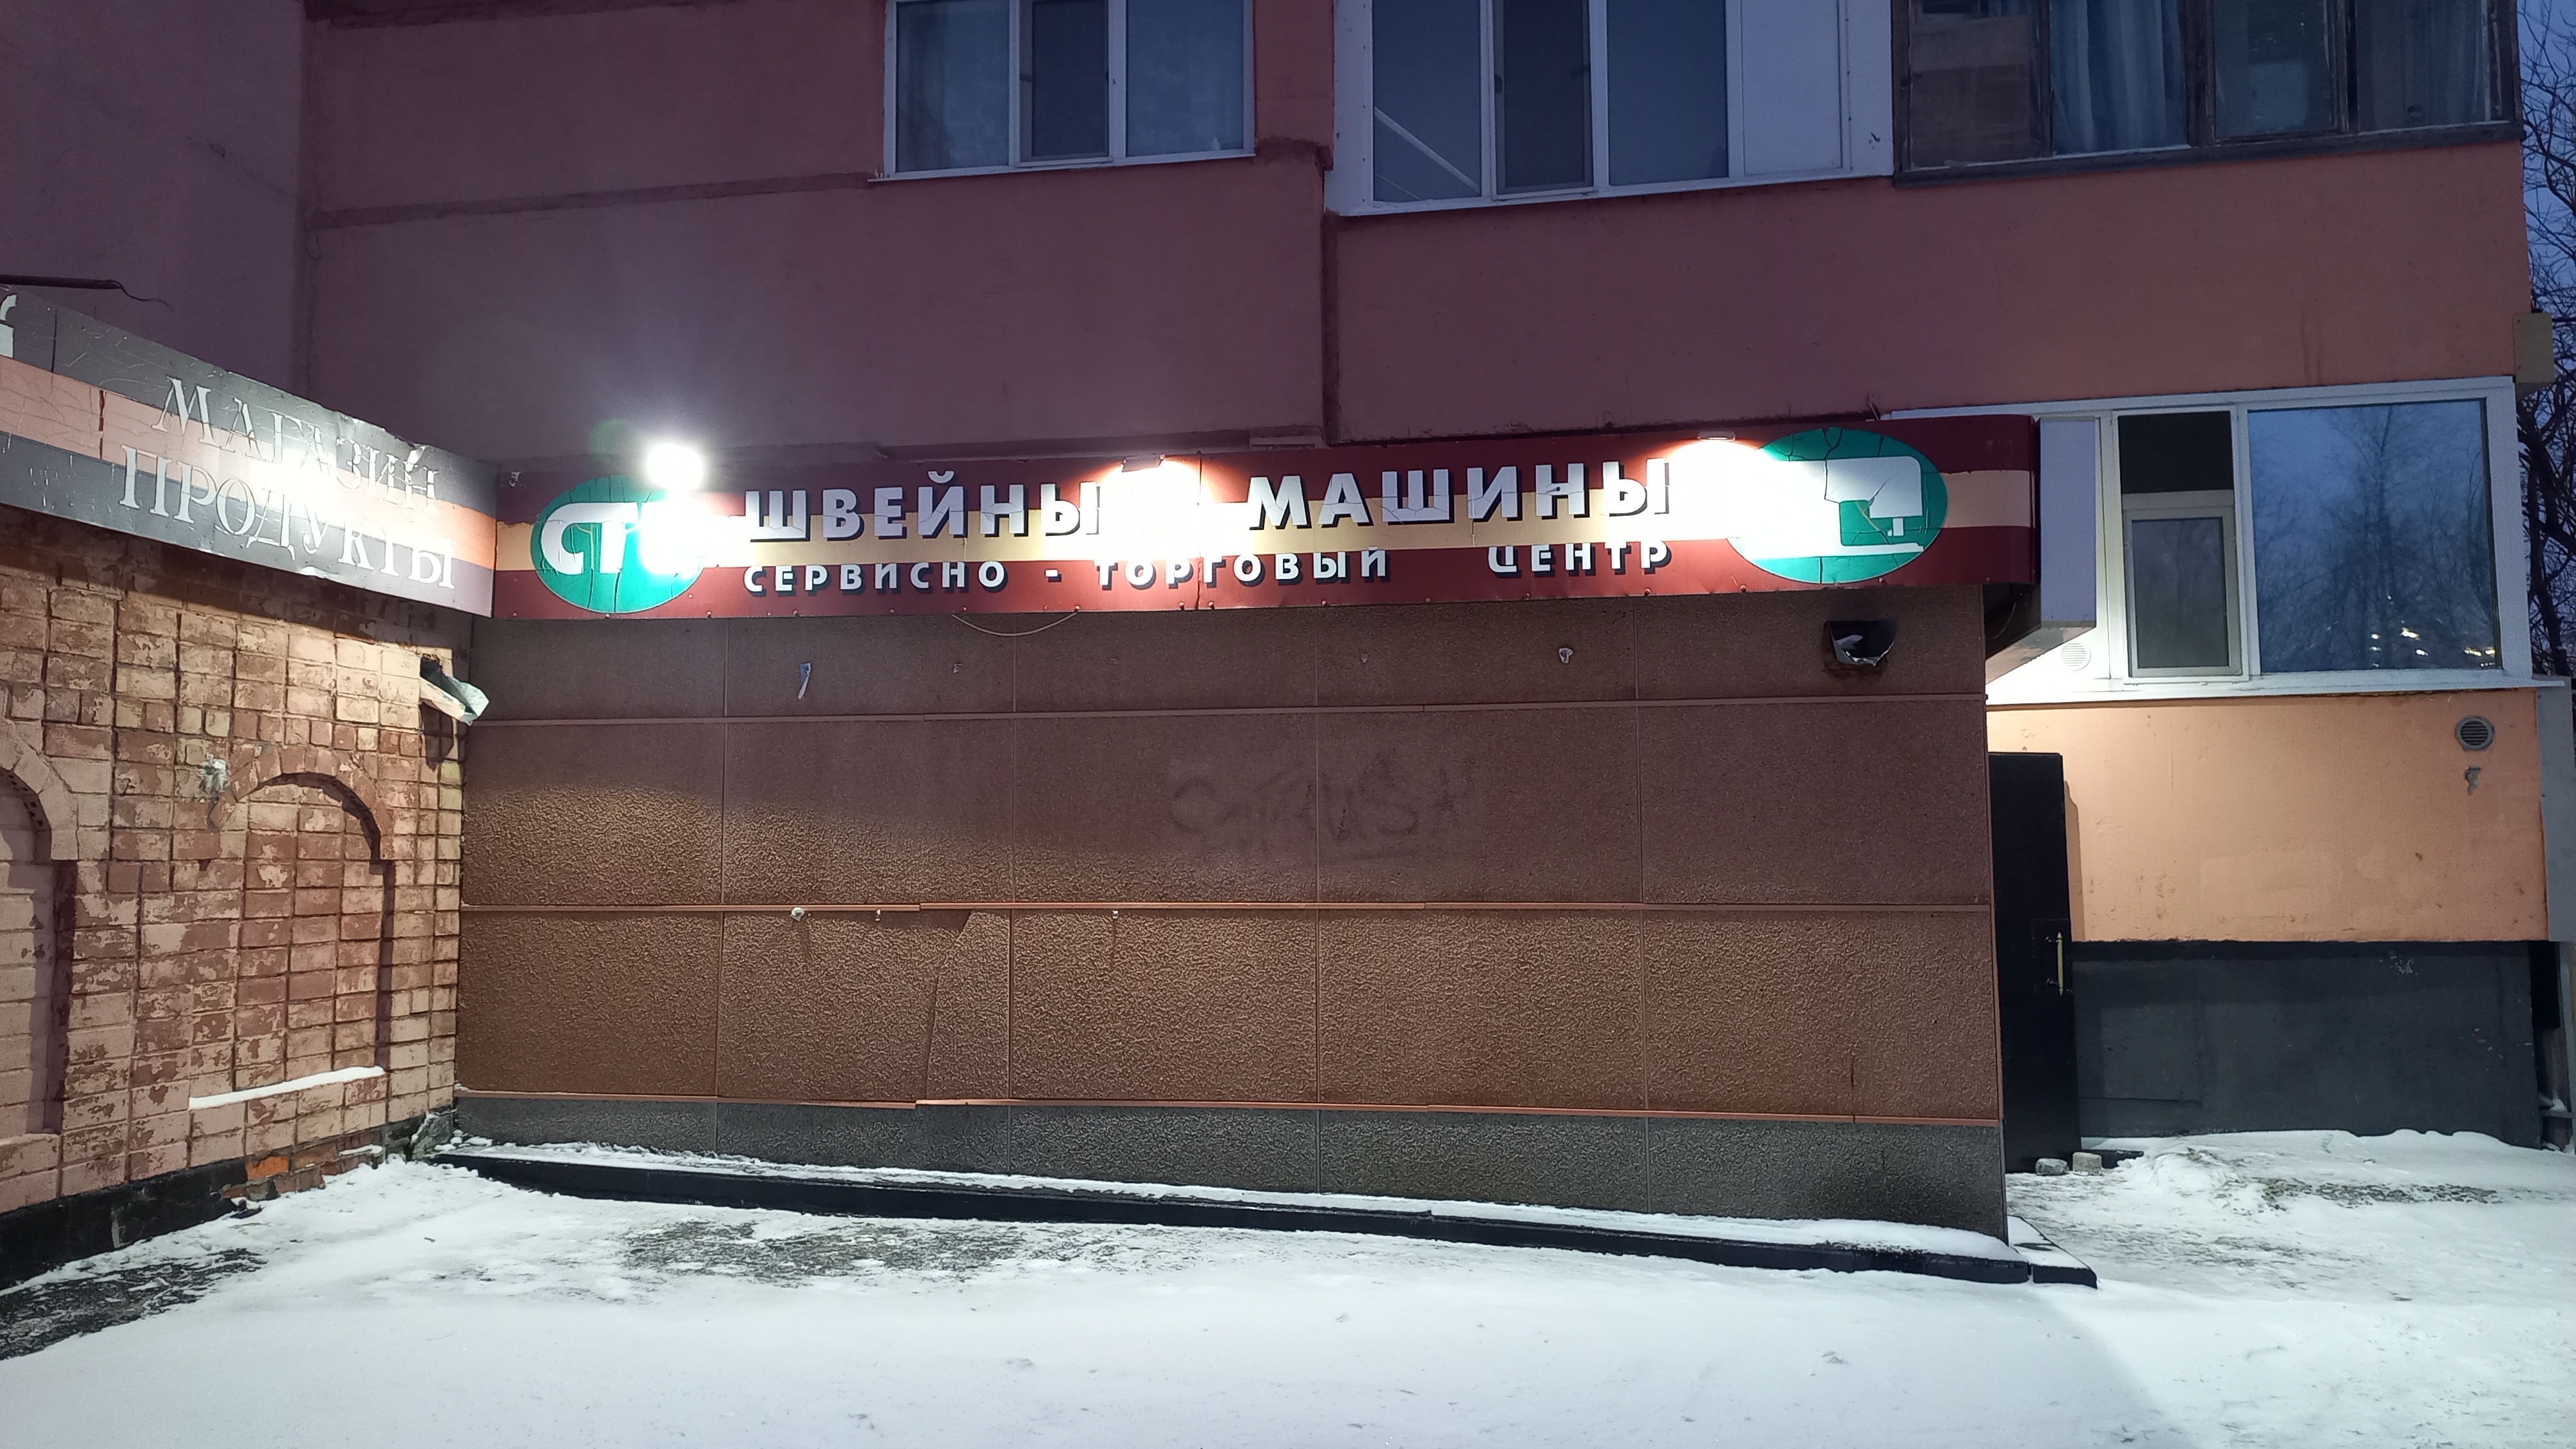 МАГАЗИН
ПРОДУКТЫ
ШВЕЙНЫЕ МАШИНЫ
СЕРВИСНО - ТОРГОВЫЙ ЦЕНТР